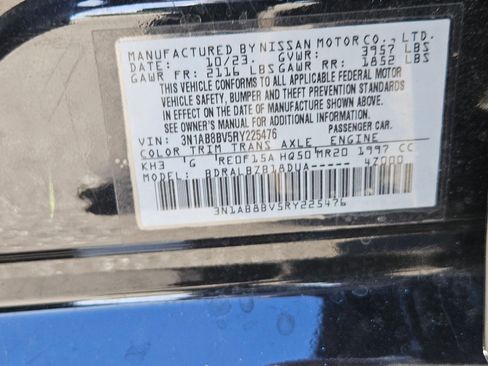 MANUFACTURED BY NISSAN MOTOR CO., LTD.
DATE: 10/23. GVWR: 3957 LBS
GAWR FR: 2116 LBS GAWR RR: 1852 LBS
THIS VEHICLE CONFORMS TO ALL APPLICABLE FEDERAL MOTOR
VEHICLE SAFETY, BUMPER AND THEFT PREVENTION STANDARDS
IN EFFECT ON THE DATE OF MANUFACTURE SHOWN ABOVE.
SEE OWNER'S MANUAL FOR ADDITIONAL INFORMATION.
VIN: 3N1AB8BV5RY225476 PASSENGER CAR.
COLOR TRIM TRANS AXLE ENGINE
KH3 G RE0F15A HQ50 MR20 1997 CC
MODEL: BDRALBZB18DUA 47000
3N1AB8BV5RY225476